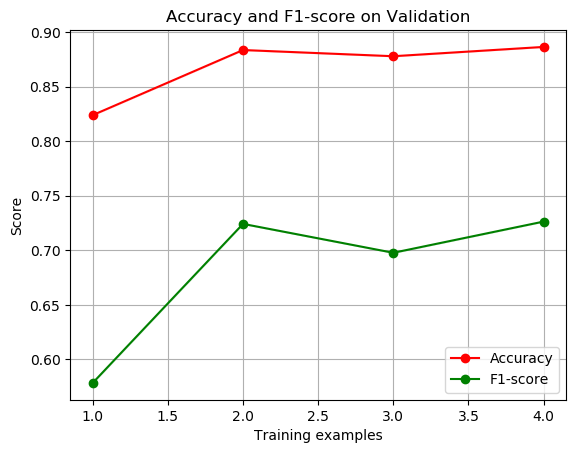 Accuracy and F1-score on Validation
0.90
0.85
0.80
0.75
0.70
0.65
0.60
Score
1.0 1.5 2.0 2.5 3.0 3.5 4.0
Training examples
Accuracy
F1-score